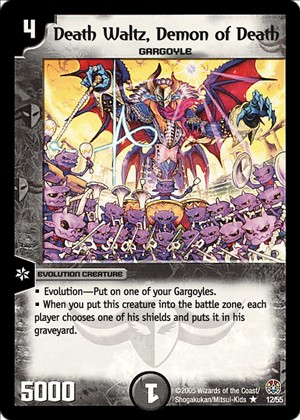 4
Death Waltz, Demon of Death
GARGOYLE
EVOLUTION CREATURE
▪ Evolution—Put on one of your Gargoyles.
▪ When you put this creature into the battle zone, each
player chooses one of his shields and puts it in his
graveyard.
5000
1
©2005 Wizards of the Coast/
Shogakukan/Mitsui-Kids ★ 12/55